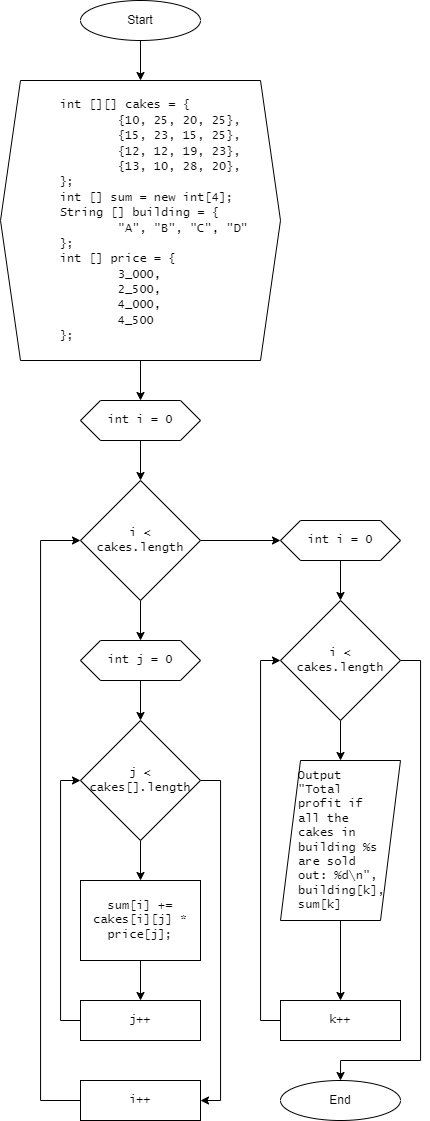 Start
int [][] cakes = {
{10, 25, 20, 25},
{15, 23, 15, 25},
{12, 12, 19, 23},
{13, 10, 28, 20},
};
int [] sum = new int[4];
String [] building = {
"A", "B", "C", "D"
};
int [] price = {
3_000,
2_500,
4_000,
4_500
};
int i = 0
i <
cakes.length
int j = 0
j <
cakes[].length
sum[i] +=
cakes[i][j] *
price[j];
j++
i++
int i = 0
i <
cakes.length
Output
"Total
profit if
all the
cakes in
building %s
are sold
out: %d\n",
building[k],
sum[k]
k++
End